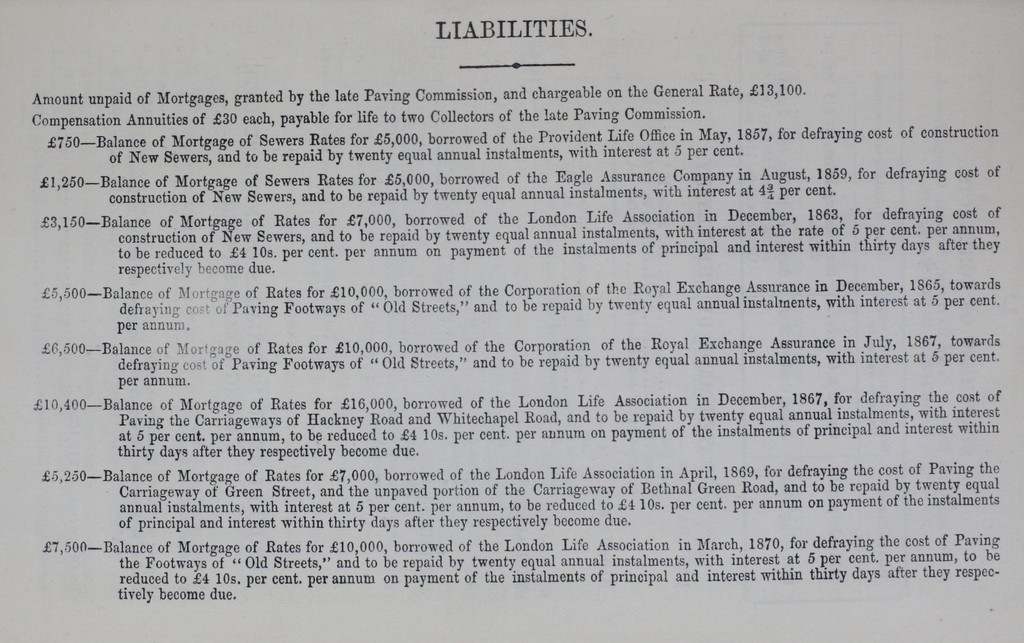 LIABILITIES.
Amount unpaid of Mortgages, granted by the late Paving Commission, and chargeable on the General Rate, £13,100.
Compensation Annuities of £30 each, payable for life to two Collectors of the late Paving Commission.
£750—Balance of Mortgage of Sewers Rates for £5,000, borrowed of the Provident Life Office in May, 1857, for defraying cost of construction
of New Sewers, and to be repaid by twenty equal annual instalments, with interest at 5 per cent.
£1,250—Balance of Mortgage of Sewers Rates for £5,000, borrowed of the Eagle Assurance Company in August, 1859, for defraying cost of
construction of New Sewers, and to be repaid by twenty equal annual instalments, with interest at 4¾ per cent.
£3,150—Balance of Mortgage of Rates for £7,000, borrowed of the London Life Association in December, 1863, for defraying cost of
construction of New Sewers, and to be repaid by twenty equal annual instalments, with interest at the rate of 5 per cent. per annum,
to be reduced to £4 10s. per cent. per annum on payment of the instalments of principal and interest within thirty days after they
respectively become due.
£5,500—Balance of Mortgage of Rates for £10,000, borrowed of the Corporation of the Royal Exchange Assurance in December, 1865, towards
defraying cost of Paving Footways of "Old Streets," and to be repaid by twenty equal annual instalments, with interest at 5 per cent.
per annum.
£6,500—Balance of Mortgage of Rates for £10,000, borrowed of the Corporation of the Royal Exchange Assurance in July, 1867, towards
defraying cost of Paving Footways of "Old Streets," and to be repaid by twenty equal annual instalments, with interest at 5 per cent.
per annum.
£10,400—Balance of Mortgage of Rates for £16,000, borrowed of the London Life Association in December, 1867, for defraying the cost of
Paving the Carriageways of Hackney Road and Whitechapel Road, and to be repaid by twenty equal annual instalments, with interest
at 5 per cent. per annum, to be reduced to £4 10s. per cent. per annum on payment of the instalments of principal and interest within
thirty days after they respectively become due.
£5,250—Balance of Mortgage of Rates for £7,000, borrowed of the London Life Association in April, 1869, for defraying the cost of Paving the
Carriageway of Green Street, and the unpaved portion of the Carriageway of Bethnal Green Road, and to be repaid by twenty equal
annual instalments, with interest at 5 per cent. per annum, to be reduced to £4 10s. per cent. per annum on payment of the instalments
of principal and interest within thirty days after they respectively become due.
£7,500—Balance of Mortgage of Rates for £10,000, borrowed of the London Life Association in March, 1870, for defraying the cost of Paving
the Footways of "Old Streets," and to be repaid by twenty equal annual instalments, with interest at 5 per cent. per annum, to be
reduced to £4 10s. per cent. per annum on payment of the instalments of principal and interest within thirty days after they respec-
tively become due.